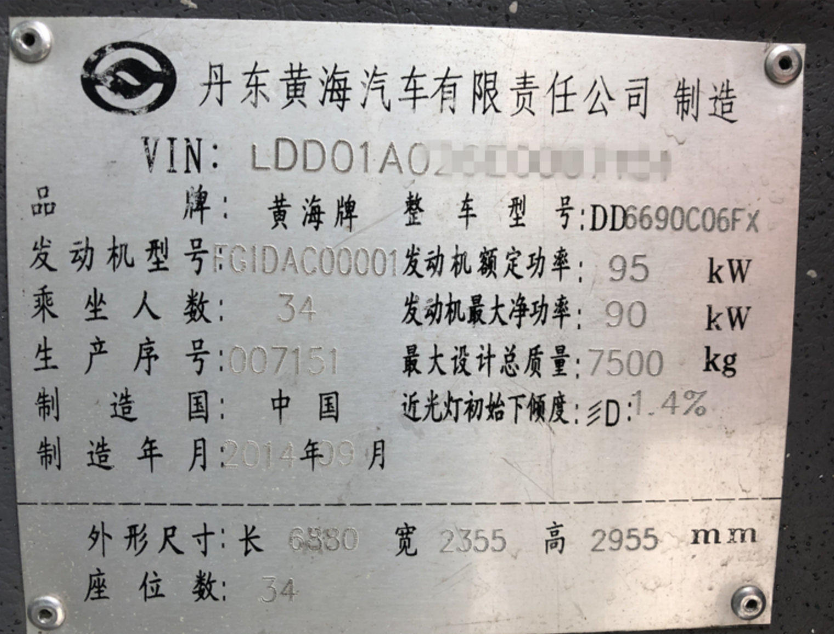 丹东黄海汽车有限责任公司 制造
VIN: LDD01A0
品牌: 黄海牌 整车型号: DD6690C06FX
发动机型号: FG1DAC00001 发动机额定功率: 95 kW
乘坐人数: 34 发动机最大净功率: 90 kW
生产序号: 007151 最大设计总质量: 7500 kg
制造国: 中国 近光灯初始下倾度: D: 1.4%
制造年月: 2014年09月
外形尺寸: 长 6880 宽 2355 高 2955 mm
座位数: 34